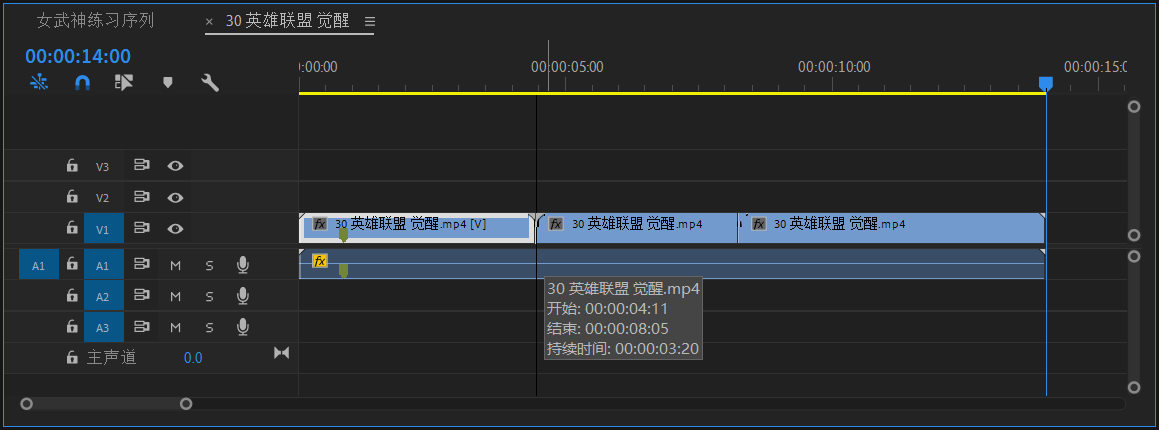 女武神练习序列 × 30 英雄联盟 觉醒
00:00:14:00
:00:00 00:00:05:00 00:00:10:00 00:00:15:0
V3
V2
V1 fx 30 英雄联盟 觉醒.mp4 [V] fx 30 英雄联盟 觉醒.mp4 fx 30 英雄联盟 觉醒.mp4
A1 A1 M S fx
A2 M S
A3 M S
主声道 0.0
30 英雄联盟 觉醒.mp4
开始: 00:00:04:11
结束: 00:00:08:05
持续时间: 00:00:03:20